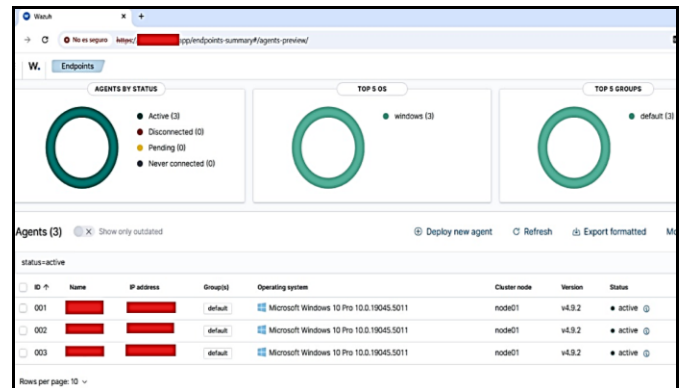 Wazuh
No es seguro https:/ pp/endpoints-summary#/agents-preview/
W. Endpoints
AGENTS BY STATUS
Active (3)
Disconnected (0)
Pending (0)
Never connected (0)
TOP 5 OS
windows (3)
TOP 5 GROUPS
default (3)
Agents (3) Show only outdated Deploy new agent Refresh Export formatted Mo
status=active
ID Name IP address Group(s) Operating system Cluster node Version Status
001 default Microsoft Windows 10 Pro 10.0.19045.5011 node01 v4.9.2 active
002 default Microsoft Windows 10 Pro 10.0.19045.5011 node01 v4.9.2 active
003 default Microsoft Windows 10 Pro 10.0.19045.5011 node01 v4.9.2 active
Rows per page: 10